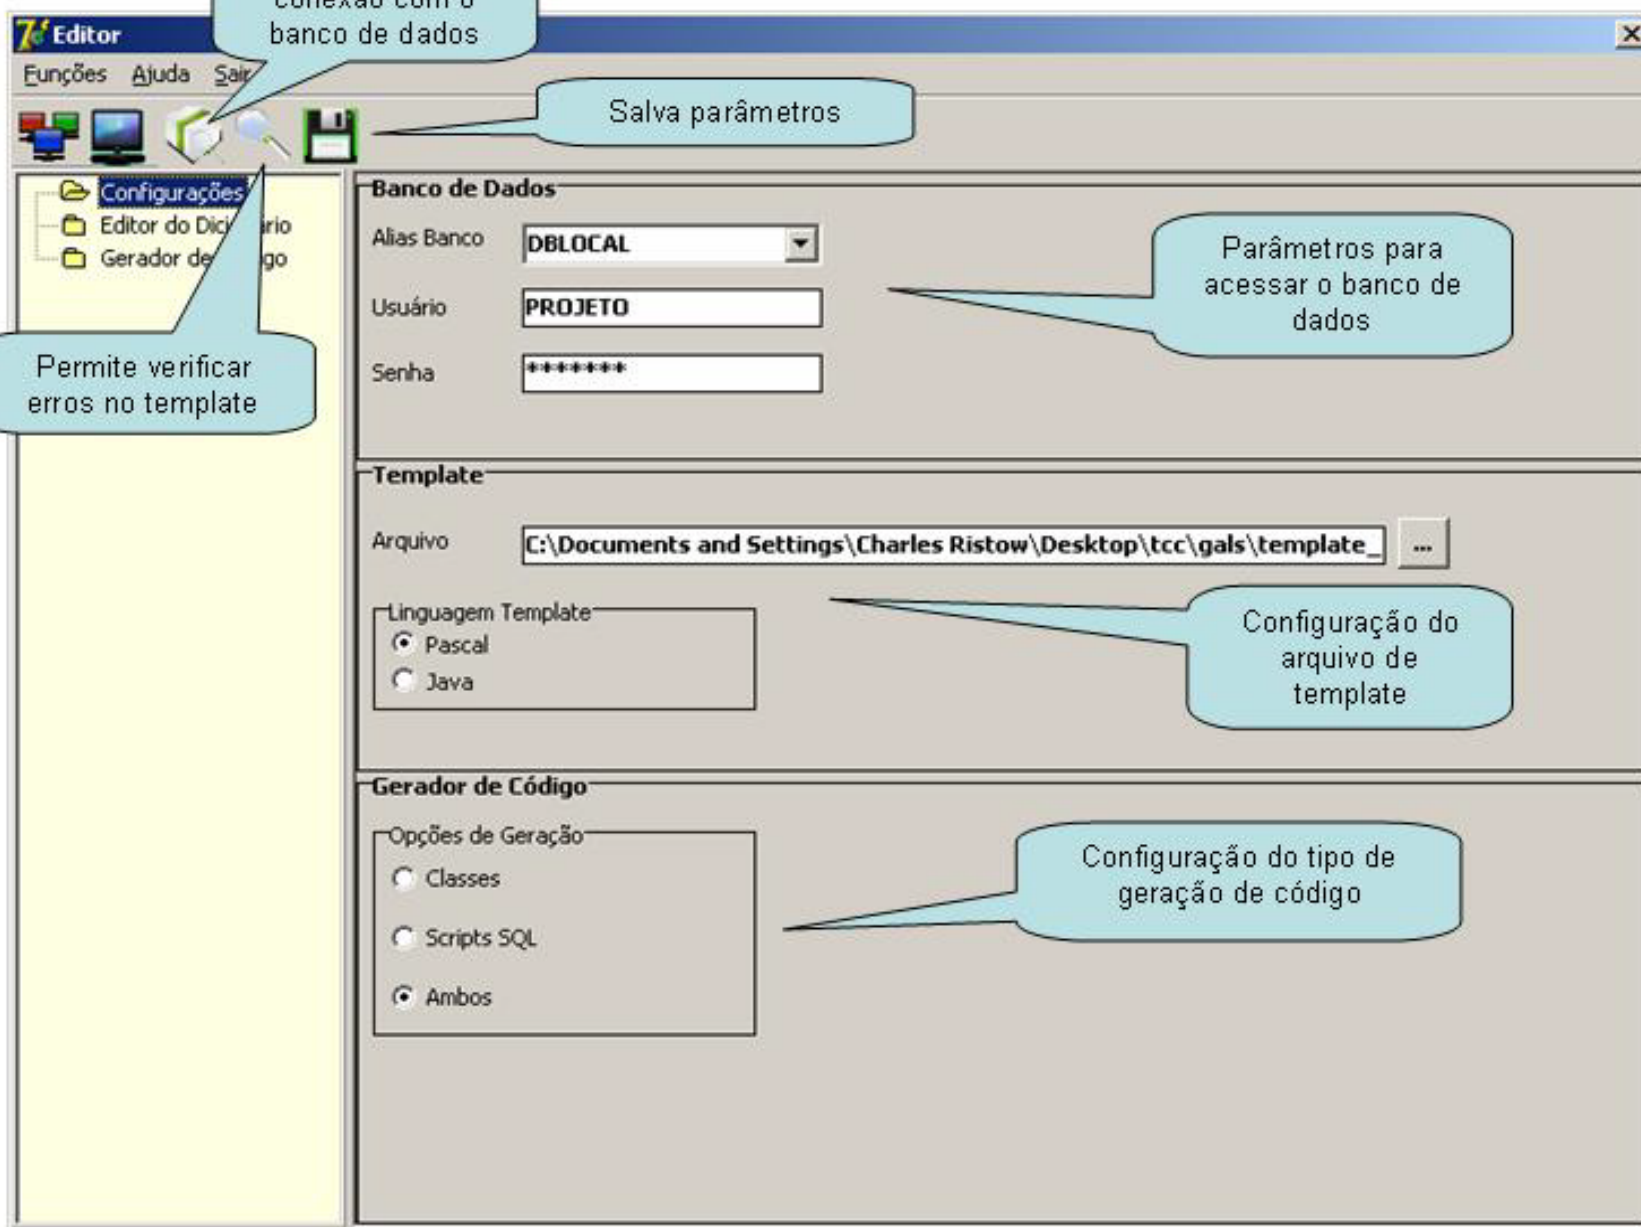 conexão com o
banco de dados
Editor
Funções Ajuda Sair
Salva parâmetros
Configurações
Editor do Dici rio
Gerador de go
Permite verificar
erros no template
Banco de Dados
Alias Banco DBLOCAL
Usuário PROJETO
Senha *******
Parâmetros para
acessar o banco de
dados
Template
Arquivo C:\Documents and Settings\Charles Ristow\Desktop\tcc\gals\template_ ...
Linguagem Template
Pascal
Java
Configuração do
arquivo de
template
Gerador de Código
Opções de Geração
Classes
Scripts SQL
Ambos
Configuração do tipo de
geração de código